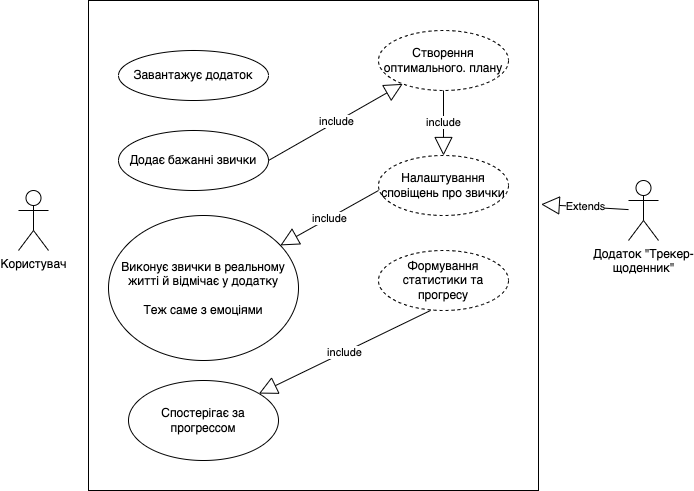 Створення
оптимального. плану
Завантажує додаток
include
include
Додає бажанні звички
Налаштування
сповіщень про звички
Extends
include
Користувач
Додаток "Трекер-
щоденник"
Виконує звички в реальному
житті й відмічає у додатку
Теж саме з емоціями
Формування
статистики та
прогресу
include
Спостерігає за
прогрессом